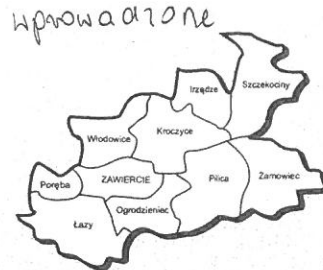 wprowadzone
Irządze
Szczekociny
Włodowice
Kroczyce
Poręba
ZAWIERCIE
Pilica
Żarnowiec
Ogrodzieniec
Łazy